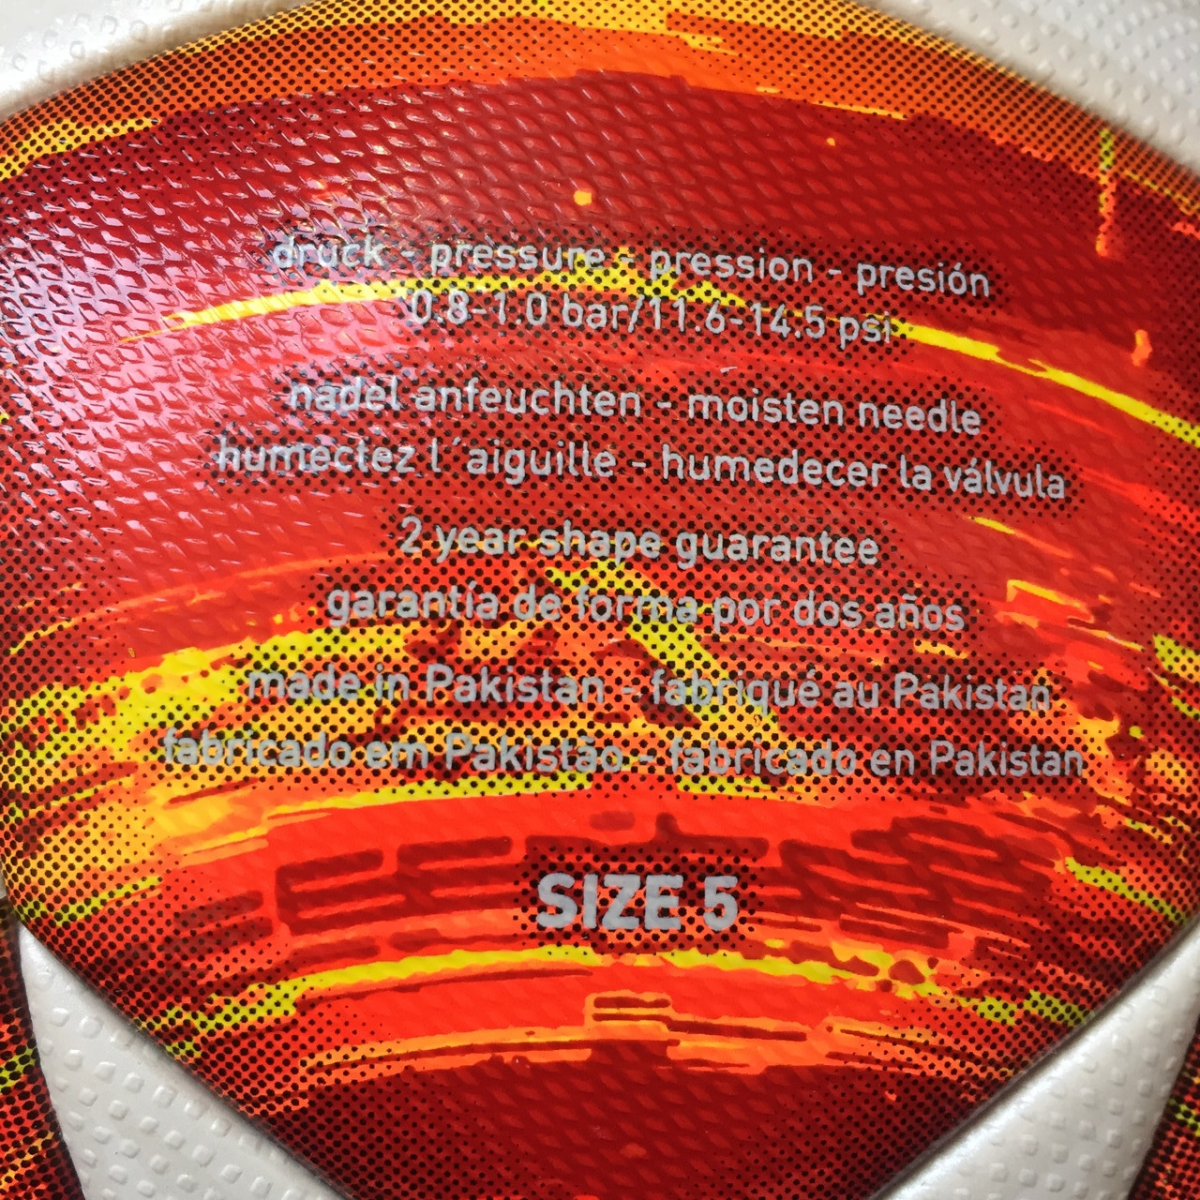 druck - pressure - pression - presión
0.8-1.0 bar/11.6-14.5 psi
nadel anfeuchten - moisten needle
humectez l ´aiguille - humedecer la válvula
2 year shape guarantee
garantía de forma por dos años
made in Pakistan - fabriqué au Pakistan
fabricado em Pakistão - fabricado en Pakistan
SIZE 5